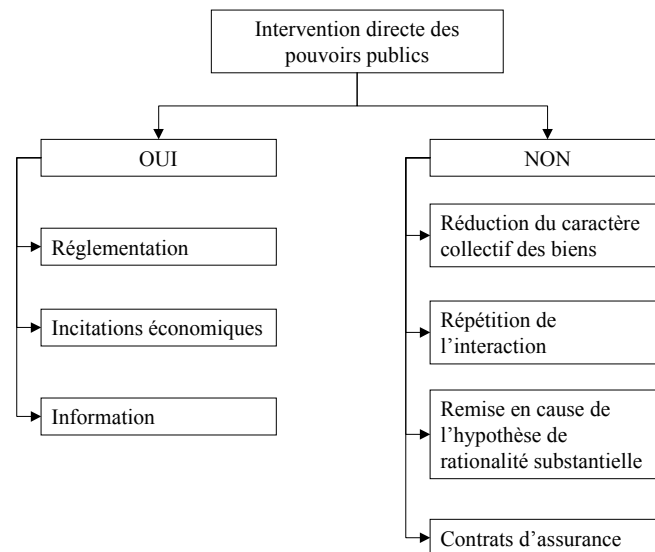 Intervention directe des
pouvoirs publics
OUI
NON
Réglementation
Incitations économiques
Information
Réduction du caractère
collectif des biens
Répétition de
l’interaction
Remise en cause de
l’hypothèse de
rationalité substantielle
Contrats d’assurance